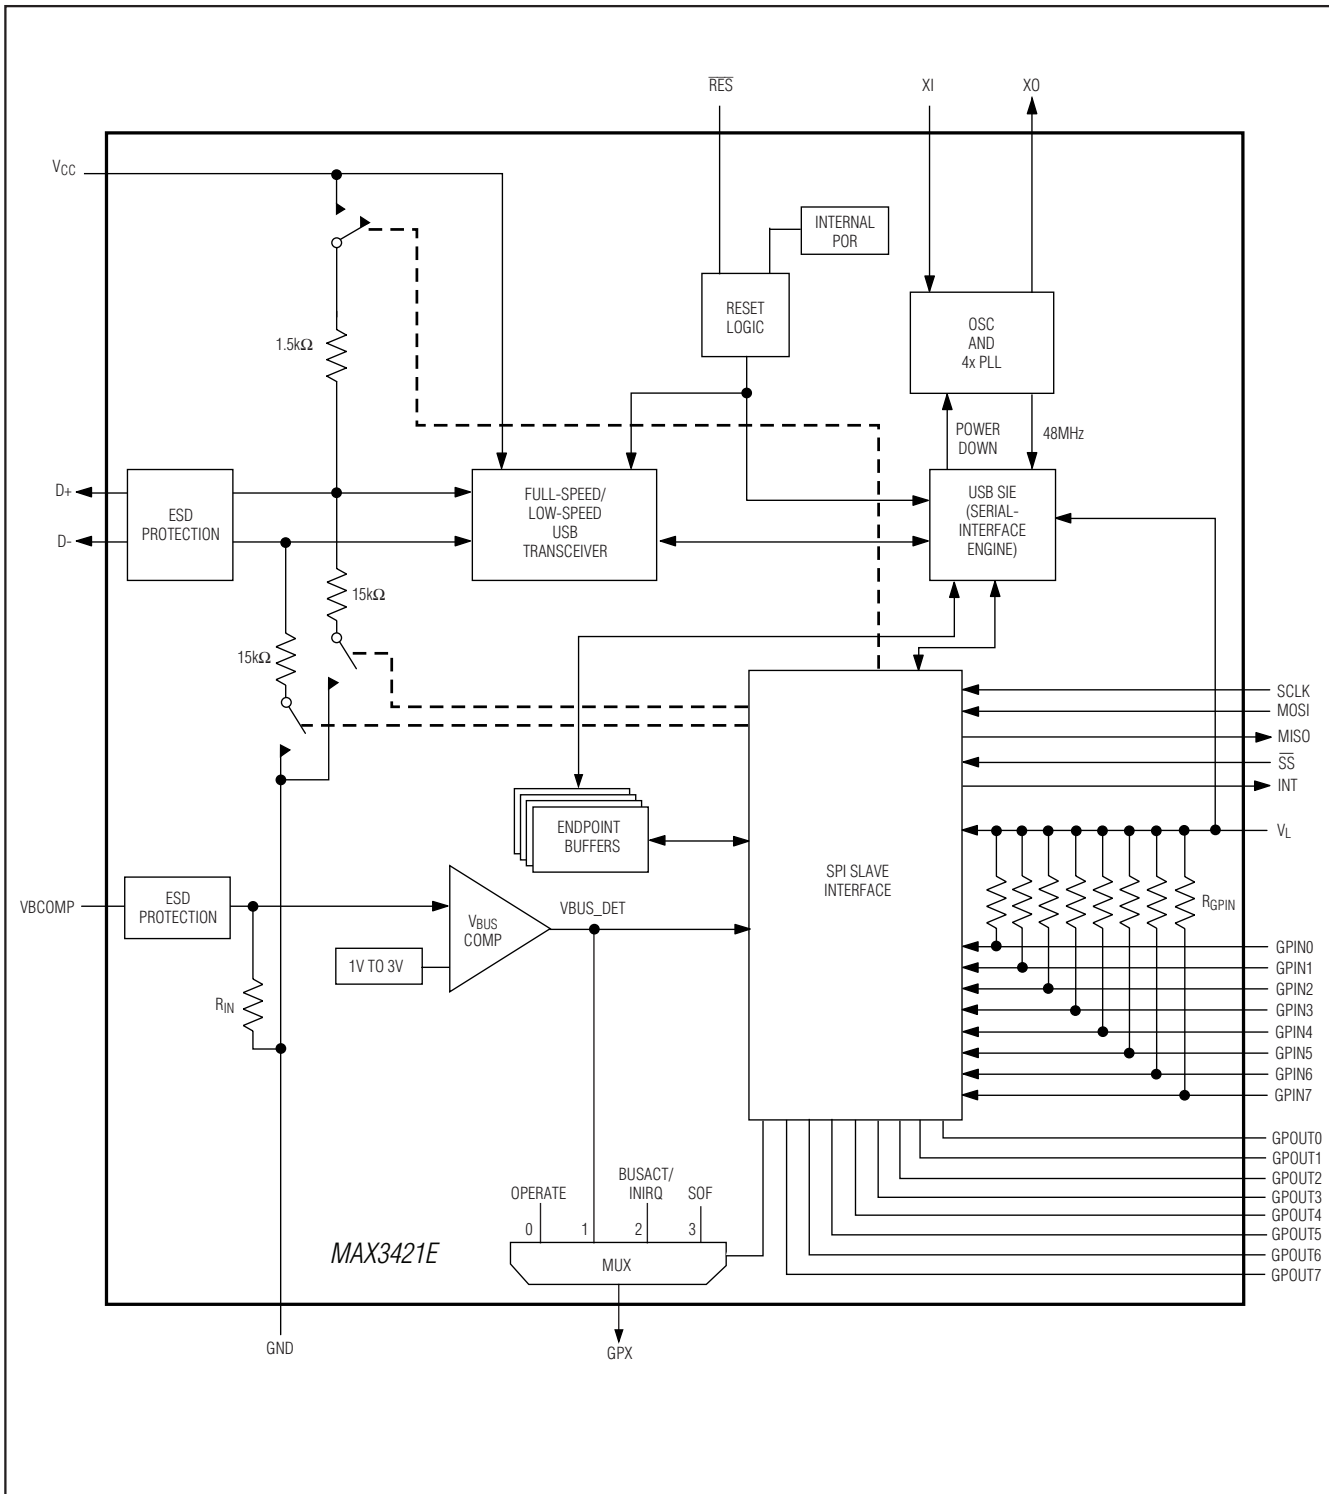 RES
XI
XO
VCC
INTERNAL
POR
RESET
LOGIC
OSC
AND
4x PLL
1.5kΩ
POWER
DOWN
48MHz
D+
D-
ESD
PROTECTION
FULL-SPEED/
LOW-SPEED
USB
TRANSCEIVER
USB SIE
(SERIAL-
INTERFACE
ENGINE)
15kΩ
15kΩ
SCLK
MOSI
MISO
SS
INT
VL
ENDPOINT
BUFFERS
SPI SLAVE
INTERFACE
RGPIN
VBCOMP
ESD
PROTECTION
VBUS
COMP
VBUS_DET
1V TO 3V
RIN
GPIN0
GPIN1
GPIN2
GPIN3
GPIN4
GPIN5
GPIN6
GPIN7
GPOUT0
GPOUT1
GPOUT2
GPOUT3
GPOUT4
GPOUT5
GPOUT6
GPOUT7
OPERATE
BUSACT/
INIRQ
SOF
0
1
2
3
MUX
MAX3421E
GND
GPX